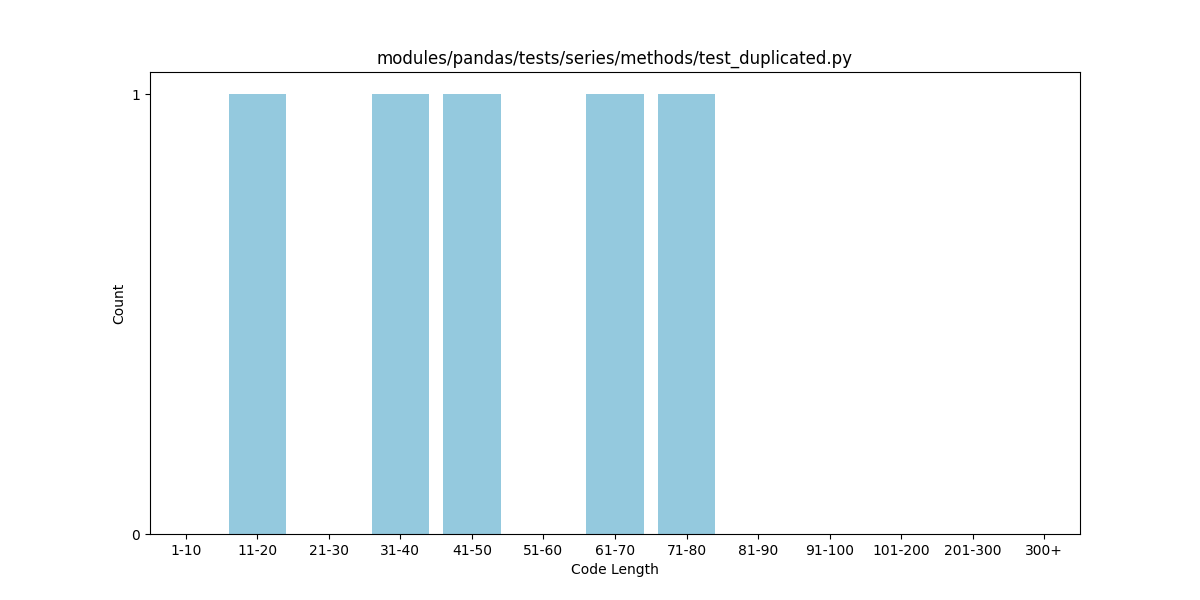 modules/pandas/tests/series/methods/test_duplicated.py
1
Count
0
1-10 11-20 21-30 31-40 41-50 51-60 61-70 71-80 81-90 91-100 101-200 201-300 300+
Code Length